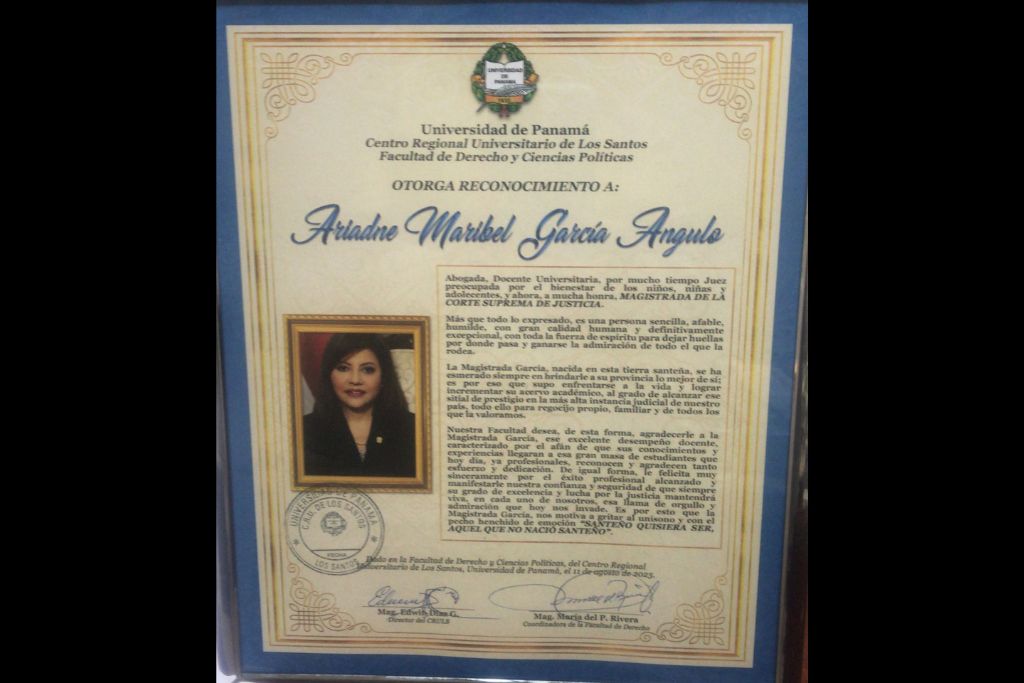 UNIVERSIDAD
DE
PANAMÁ
1935
Universidad de Panamá
Centro Regional Universitario de Los Santos
Facultad de Derecho y Ciencias Políticas
OTORGA RECONOCIMIENTO A:
Ariadne Maribel García Angulo
Abogada, Docente Universitaria, por mucho tiempo Juez
preocupada por el bienestar de los niños, niñas y
adolecentes, y ahora, a mucha honra, MAGISTRADA DE LA
CORTE SUPREMA DE JUSTICIA.
Más que todo lo expresado, es una persona sencilla, afable,
humilde, con gran calidad humana y definitivamente
excepcional, con toda la fuerza de espíritu para dejar huellas
por donde pasa y ganarse la admiración de todo el que la
rodea.
La Magistrada García, nacida en esta tierra santeña, se ha
esmerado siempre en brindarle a su provincia lo mejor de sí;
es por eso que supo enfrentarse a la vida y lograr
incrementar su acervo académico, al grado de alcanzar ese
sitial de prestigio en la más alta instancia judicial de nuestro
país, todo ello para regocijo propio, familiar y de todos los
que la valoramos.
Nuestra Facultad desea, de esta forma, agradecerle a la
Magistrada García, ese excelente desempeño docente,
caracterizado por el afán de que sus conocimientos y
experiencias llegaran a esa gran masa de estudiantes que
hoy día, ya profesionales, reconocen y agradecen tanto
esfuerzo y dedicación. De igual forma, le felicita muy
sinceramente por el éxito profesional alcanzado y
manifestarle nuestra confianza y seguridad de que siempre
su grado de excelencia y lucha por la justicia mantendrá
viva, en cada uno de nosotros, esa llama de orgullo y
admiración que hoy nos invade. Es por esto que la
Magistrada García, nos motiva a gritar al unísono y con el
pecho henchido de emoción "SANTEÑO QUISIERA SER,
AQUEL QUE NO NACIÓ SANTEÑO".
UNIVERSIDAD DE PANAMA
C.R.U. DE LOS SANTOS
FECHA
LOS SANTOS
Dado en la Facultad de Derecho y Ciencias Políticas, del Centro Regional
Universitario de Los Santos, Universidad de Panamá, el 11 de agosto de 2023.
Mag. Edwin Díaz G.
Director del CRULS
Mag. María del P. Rivera
Coordinadora de la Facultad de Derecho